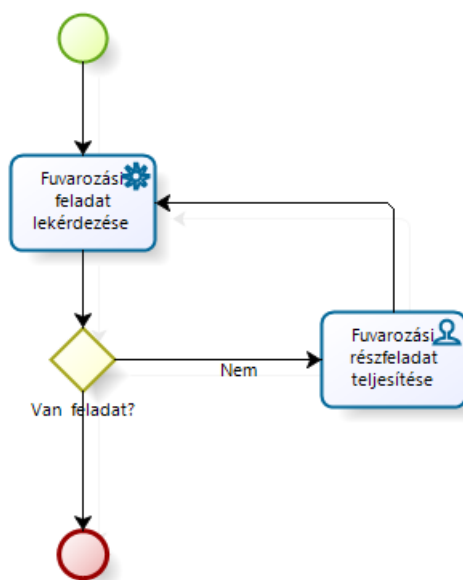 Fuvarozási
feladat
lekérdezése
Van feladat?
Nem
Fuvarozási
részfeladat
teljesítése